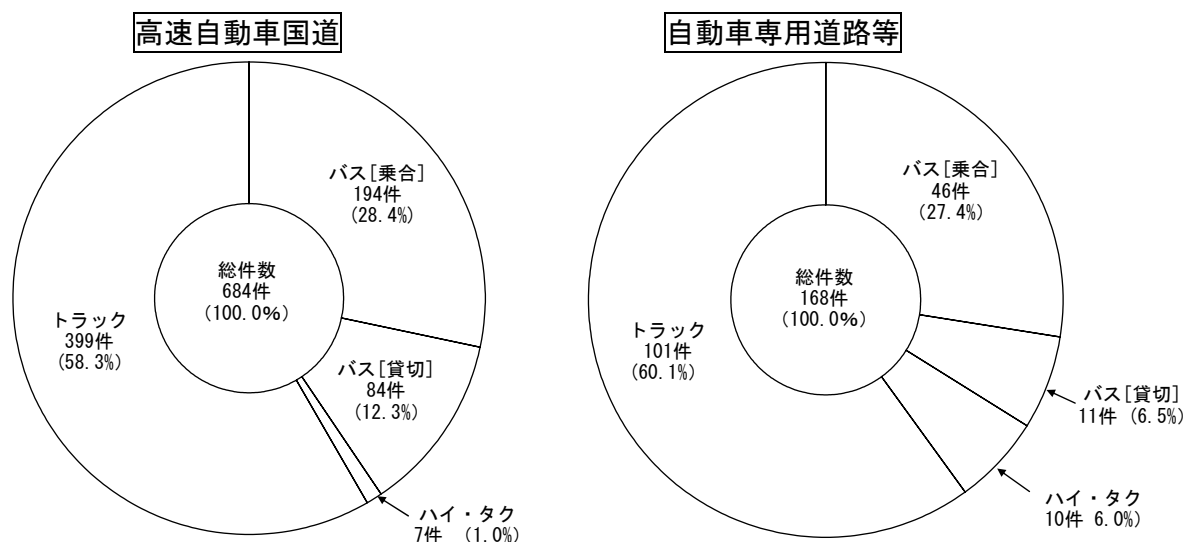 高速自動車国道
バス[乗合]
194件
(28.4%)
バス[貸切]
84件
(12.3%)
ハイ・タク
7件 (1.0%)
トラック
399件
(58.3%)
総件数
684件
(100.0%)
自動車専用道路等
バス[乗合]
46件
(27.4%)
バス[貸切]
11件 (6.5%)
ハイ・タク
10件 6.0%)
トラック
101件
(60.1%)
総件数
168件
(100.0%)